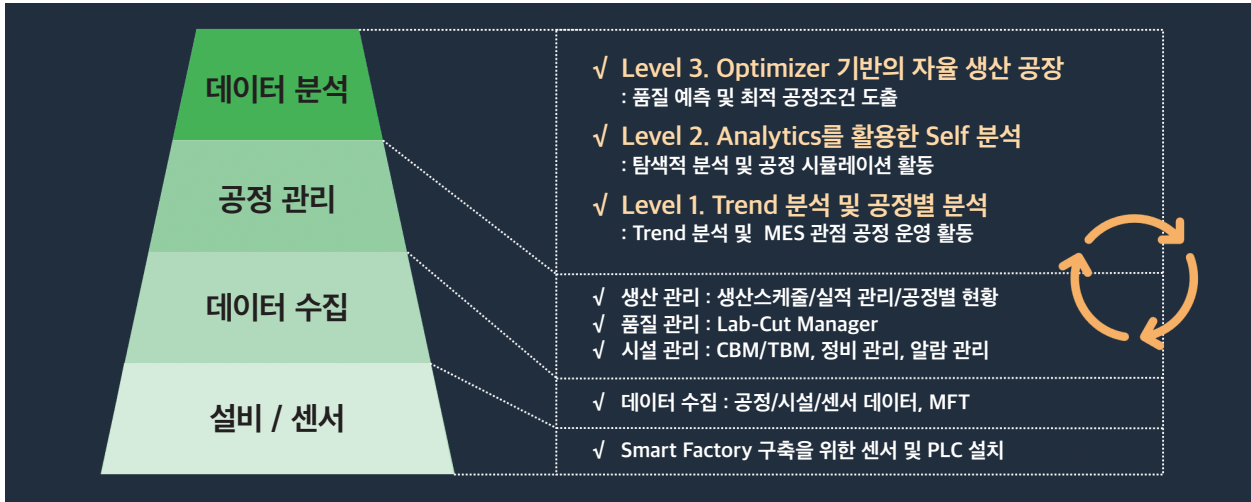 데이터 분석
√ Level 3. Optimizer 기반의 자율 생산 공장
: 품질 예측 및 최적 공정조건 도출
√ Level 2. Analytics를 활용한 Self 분석
: 탐색적 분석 및 공정 시뮬레이션 활동
√ Level 1. Trend 분석 및 공정별 분석
: Trend 분석 및 MES 관점 공정 운영 활동
공정 관리
√ 생산 관리 : 생산스케줄/실적 관리/공정별 현황
√ 품질 관리 : Lab-Cut Manager
√ 시설 관리 : CBM/TBM, 정비 관리, 알람 관리
데이터 수집
√ 데이터 수집 : 공정/시설/센서 데이터, MFT
설비 / 센서
√ Smart Factory 구축을 위한 센서 및 PLC 설치